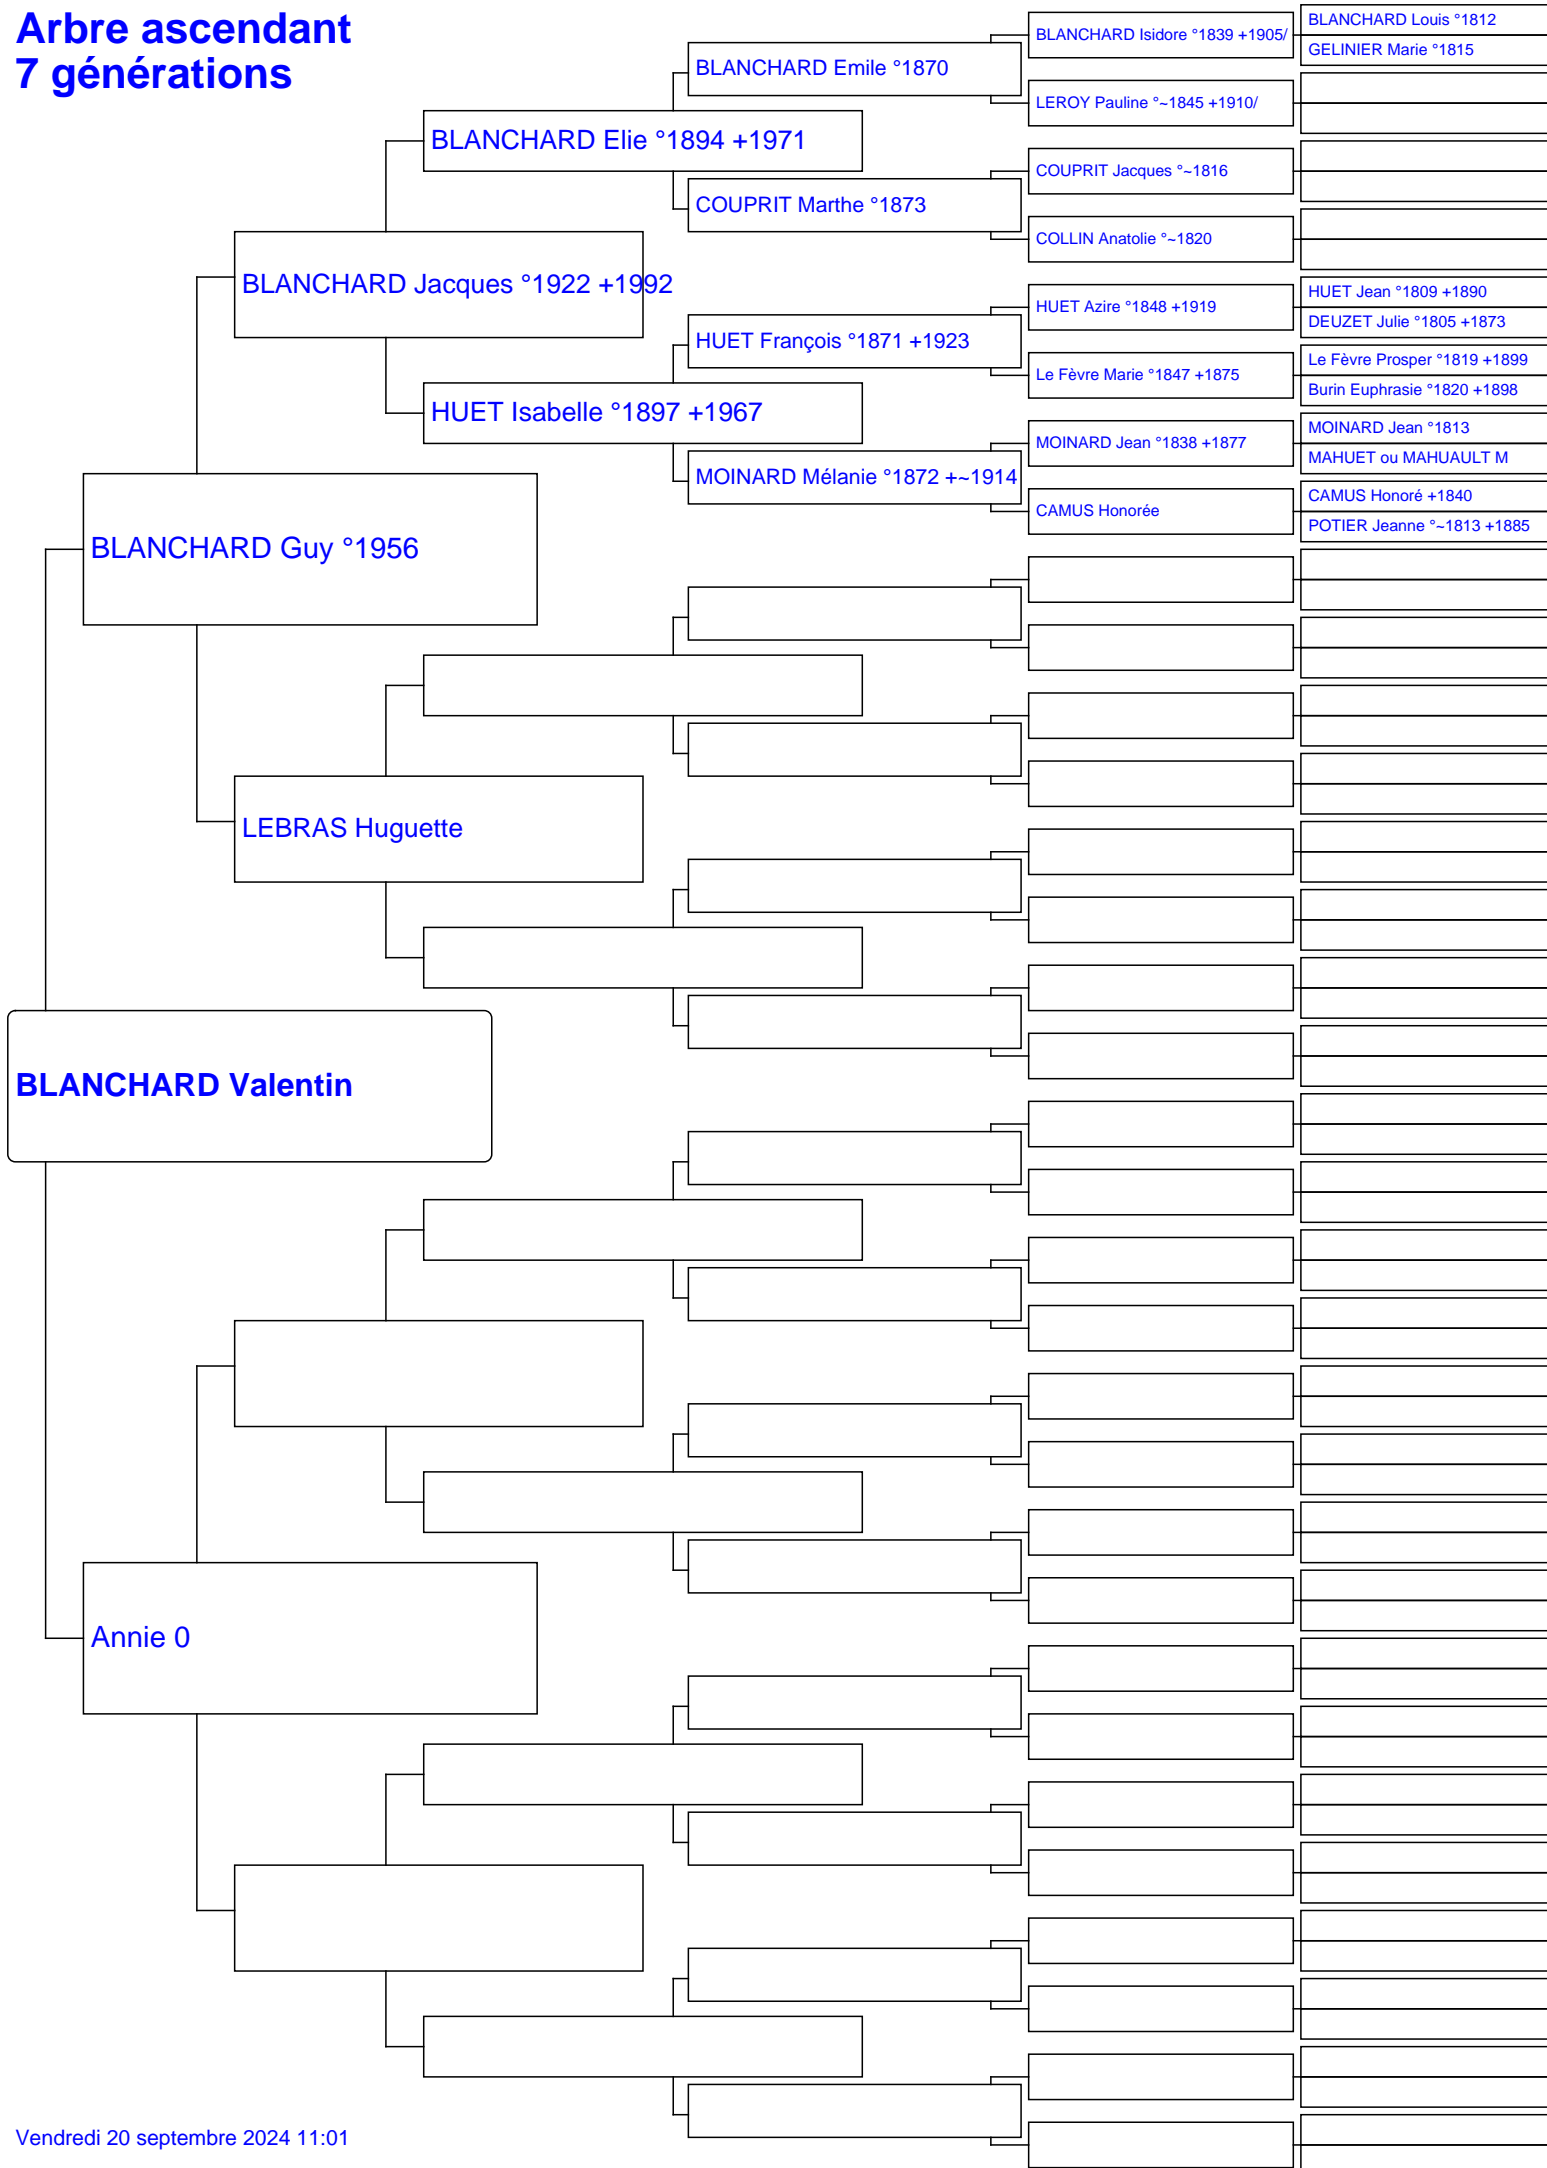 Arbre ascendant
7 générations
BLANCHARD Isidore °1839 +1905/
BLANCHARD Louis °1812
GELINIER Marie °1815
BLANCHARD Emile °1870
LEROY Pauline °~1845 +1910/
BLANCHARD Elie °1894 +1971
COUPRIT Jacques °~1816
COUPRIT Marthe °1873
COLLIN Anatolie °~1820
BLANCHARD Jacques °1922 +1992
HUET Azire °1848 +1919
HUET Jean °1809 +1890
DEUZET Julie °1805 +1873
HUET François °1871 +1923
Le Fèvre Marie °1847 +1875
Le Fèvre Prosper °1819 +1899
Burin Euphrasie °1820 +1898
HUET Isabelle °1897 +1967
MOINARD Jean °1838 +1877
MOINARD Jean °1813
MAHUET ou MAHUAULT M
MOINARD Mélanie °1872 +~1914
CAMUS Honorée
CAMUS Honoré +1840
POTIER Jeanne °~1813 +1885
BLANCHARD Guy °1956
LEBRAS Huguette
BLANCHARD Valentin
Annie 0
Vendredi 20 septembre 2024 11:01